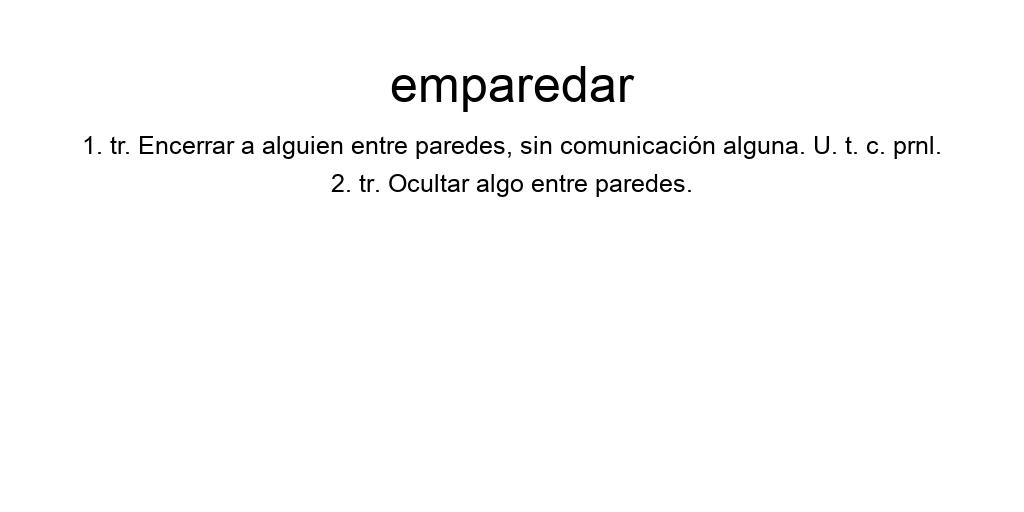 emparedar
1. tr. Encerrar a alguien entre paredes, sin comunicación alguna. U. t. c. prnl.
2. tr. Ocultar algo entre paredes.